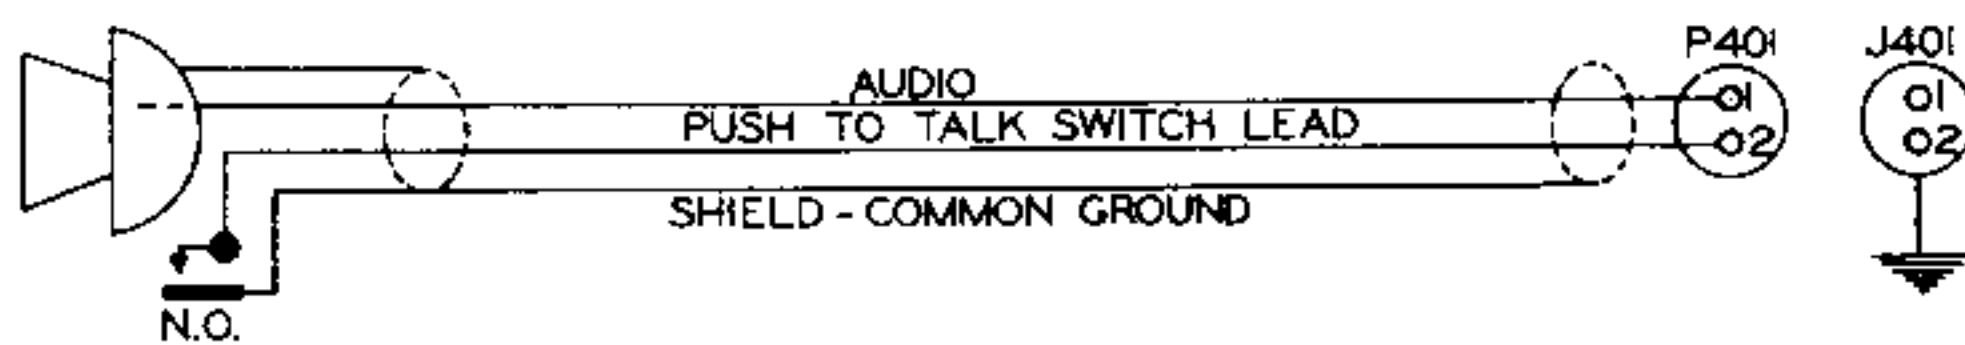 P401
J401
AUDIO
1
1
PUSH TO TALK SWITCH LEAD
2
2
SHIELD - COMMON GROUND
N.O.